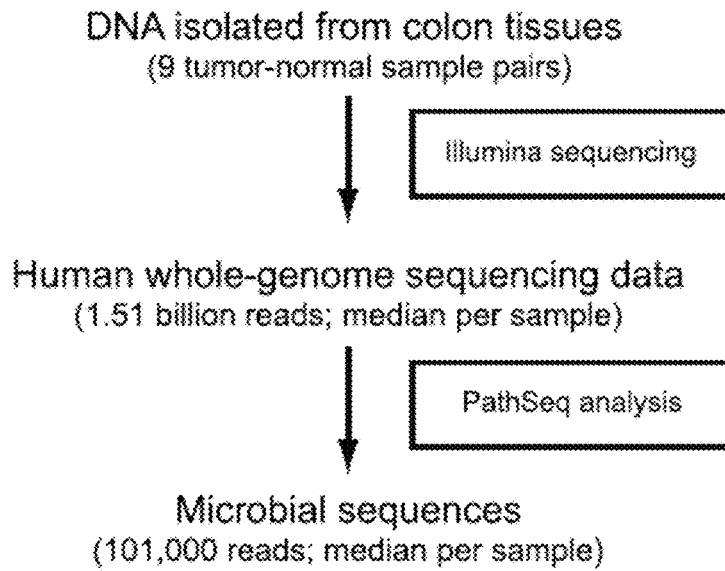 DNA isolated from colon tissues
(9 tumor-normal sample pairs)
Illumina sequencing
Human whole-genome sequencing data
(1.51 billion reads; median per sample)
PathSeq analysis
Microbial sequences
(101,000 reads; median per sample)